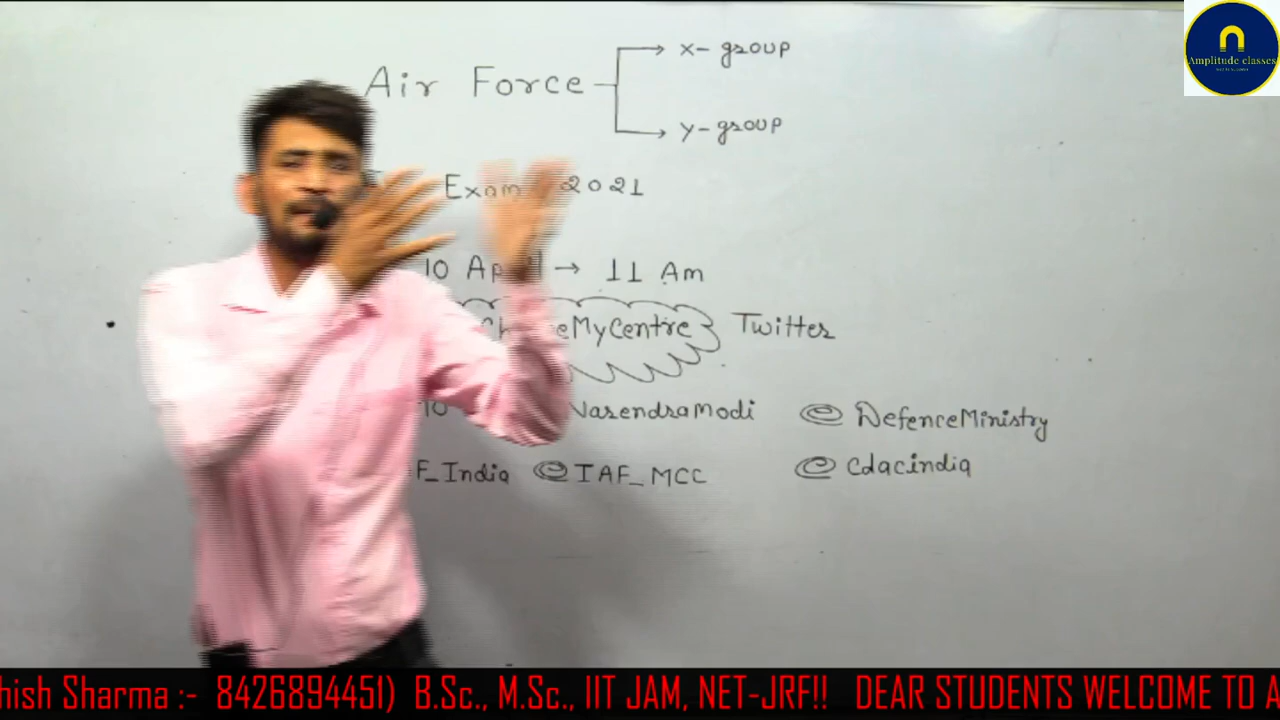 Amplitude classes
x- group
Air Force
y- group
Exam 2021
10 April → 11 Am
MyCentre Twitter
NarendraModi @ DefenceMinistry
F_India @IAF_MCC @ Cdacindia
hish Sharma :- 8426894451) B.Sc., M.Sc., IIT JAM, NET-JRF!! DEAR STUDENTS WELCOME TO A